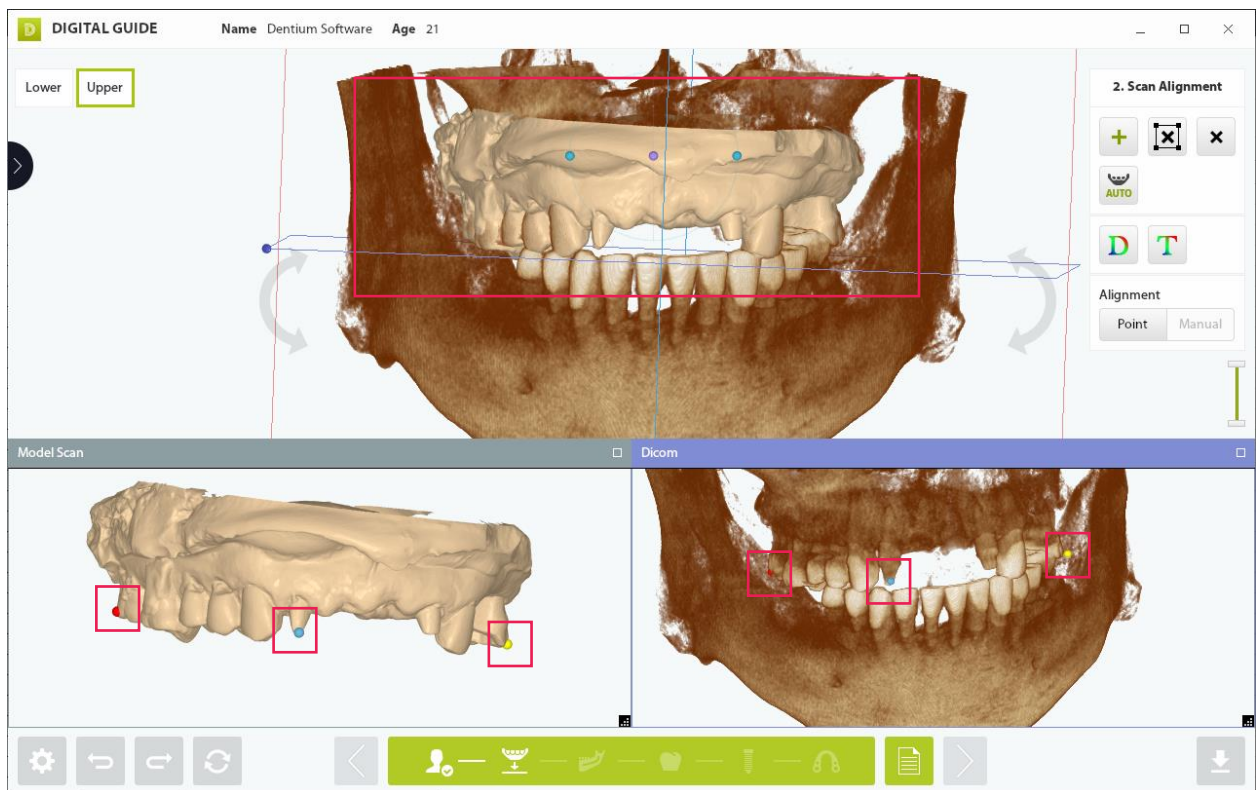 D DIGITAL GUIDE Name Dentium Software Age 21
Lower Upper
2. Scan Alignment
AUTO
D T
Alignment
Point Manual
Model Scan
Dicom